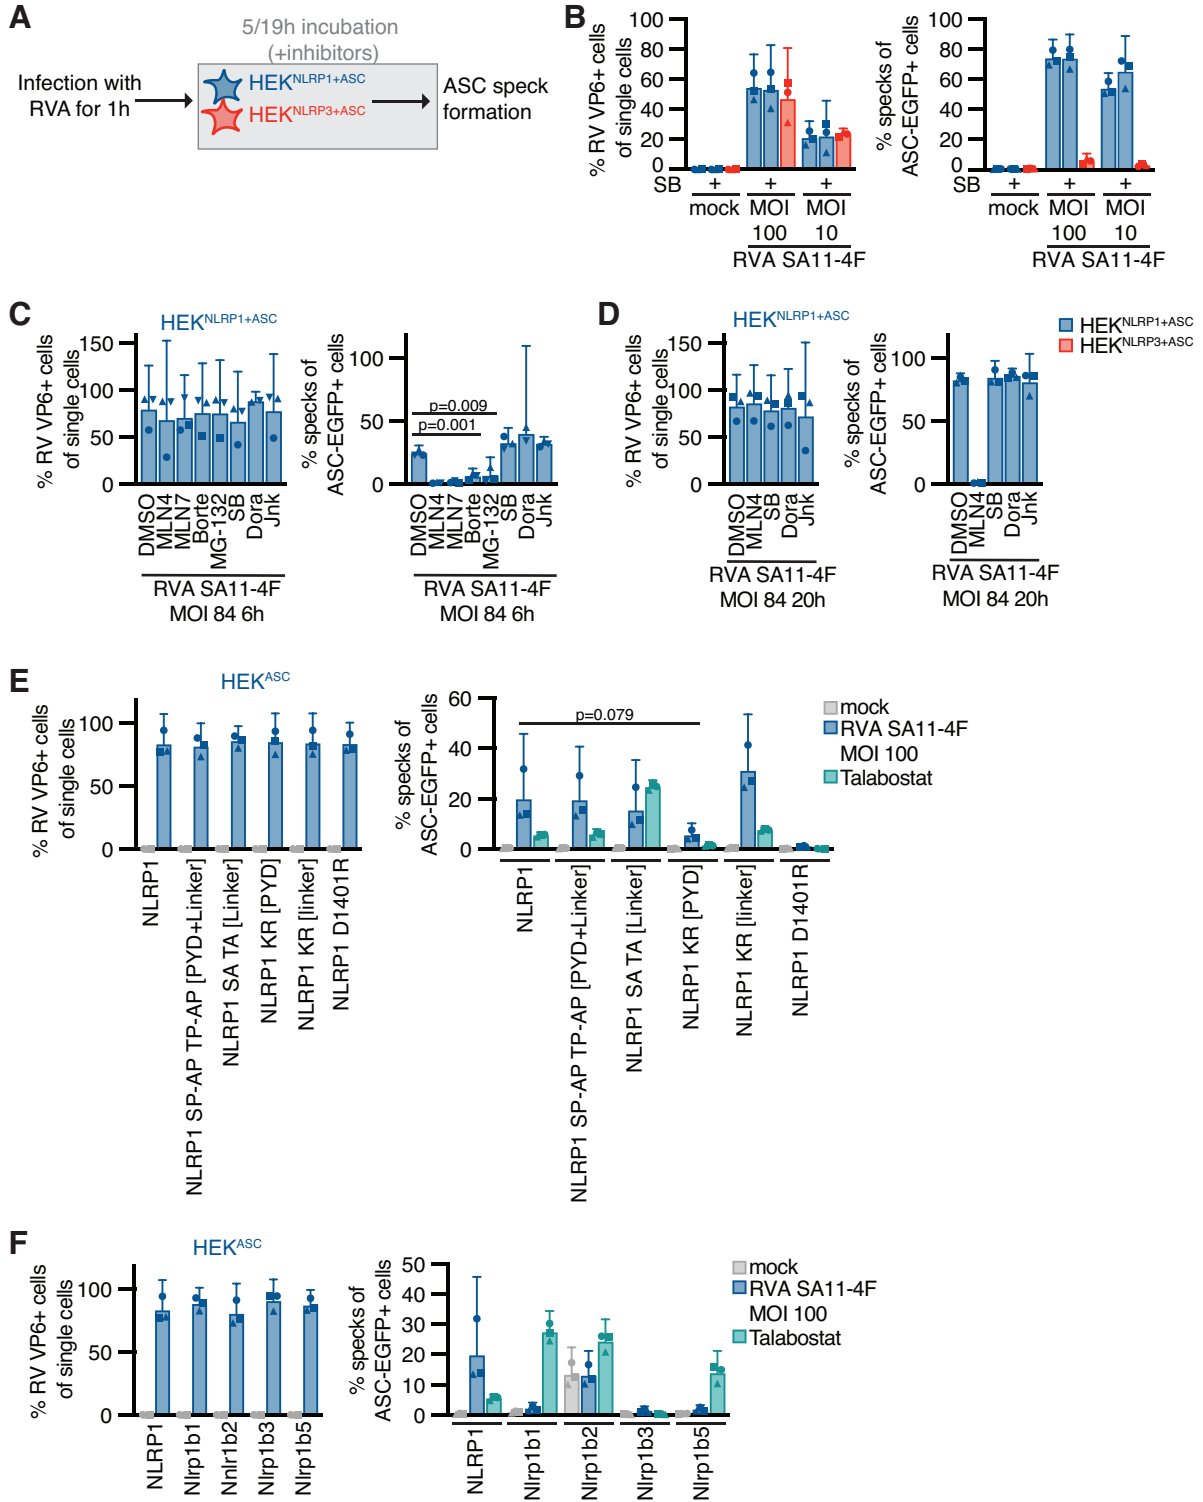 A
5/19h incubation
(+inhibitors)
Infection with
RVA for 1h
HEKNLRP1+ASC
HEKNLRP3+ASC
ASC speck
formation
B
% RV VP6+ cells
of single cells
100
80
60
40
20
0
SB + + +
mock MOI MOI
100 10
RVA SA11-4F
% specks of
ASC-EGFP+ cells
100
80
60
40
20
0
SB + + +
mock MOI MOI
100 10
RVA SA11-4F
C
HEKNLRP1+ASC
% RV VP6+ cells
of single cells
150
100
50
0
DMSO
MLN4
MLN7
Borte
MG-132
SB
Dora
Jnk
RVA SA11-4F
MOI 84 6h
% specks of
ASC-EGFP+ cells
100
50
0
p=0.009
p=0.001
DMSO
MLN4
MLN7
Borte
MG-132
SB
Dora
Jnk
RVA SA11-4F
MOI 84 6h
D
HEKNLRP1+ASC
% RV VP6+ cells
of single cells
150
100
50
0
DMSO
MLN4
SB
Dora
Jnk
RVA SA11-4F
MOI 84 20h
% specks of
ASC-EGFP+ cells
100
50
0
DMSO
MLN4
SB
Dora
Jnk
RVA SA11-4F
MOI 84 20h
HEKNLRP1+ASC
HEKNLRP3+ASC
E
HEKASC
% RV VP6+ cells
of single cells
100
50
0
NLRP1
NLRP1 SP-AP TP-AP [PYD+Linker]
NLRP1 SA TA [Linker]
NLRP1 KR [PYD]
NLRP1 KR [linker]
NLRP1 D1401R
% specks of
ASC-EGFP+ cells
60
40
20
0
p=0.079
NLRP1
NLRP1 SP-AP TP-AP [PYD+Linker]
NLRP1 SA TA [Linker]
NLRP1 KR [PYD]
NLRP1 KR [linker]
NLRP1 D1401R
mock
RVA SA11-4F
MOI 100
Talabostat
F
HEKASC
% RV VP6+ cells
of single cells
100
50
0
NLRP1
Nlrp1b1
Nnlr1b2
Nlrp1b3
Nlrp1b5
% specks of
ASC-EGFP+ cells
50
40
30
20
10
0
NLRP1
Nlrp1b1
Nlrp1b2
Nlrp1b3
Nlrp1b5
mock
RVA SA11-4F
MOI 100
Talabostat